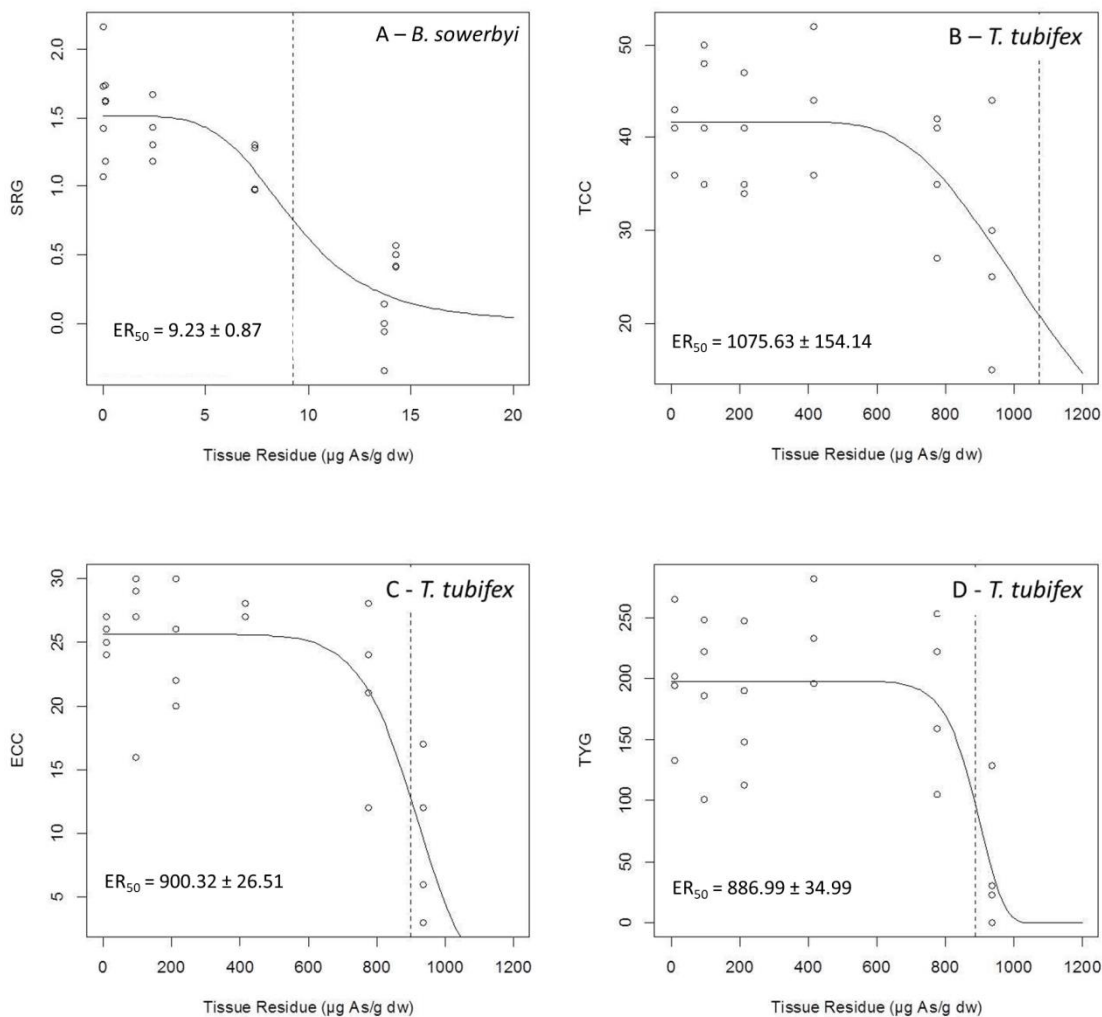 A – B. sowerbyi
SRG
2.0
1.5
1.0
0.5
0.0
ER50 = 9.23 ± 0.87
0 5 10 15 20
Tissue Residue (µg As/g dw)
B – T. tubifex
TCC
50
40
30
20
ER50 = 1075.63 ± 154.14
0 200 400 600 800 1000 1200
Tissue Residue (µg As/g dw)
C - T. tubifex
ECC
30
25
20
15
10
5
ER50 = 900.32 ± 26.51
0 200 400 600 800 1000 1200
Tissue Residue (µg As/g dw)
D - T. tubifex
TYG
250
200
150
100
50
0
ER50 = 886.99 ± 34.99
0 200 400 600 800 1000 1200
Tissue Residue (µg As/g dw)